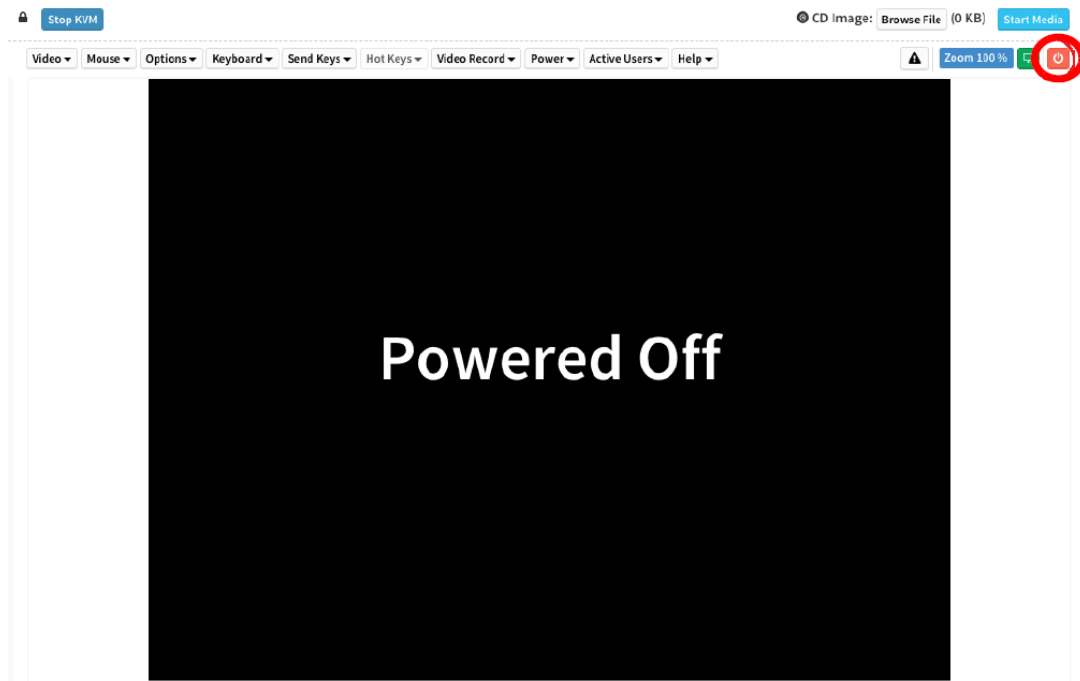 Stop KVM
CD Image: Browse File (0 KB) Start Media
Video Mouse Options Keyboard Send Keys Hot Keys Video Record Power Active Users Help
Zoom 100 %
Powered Off